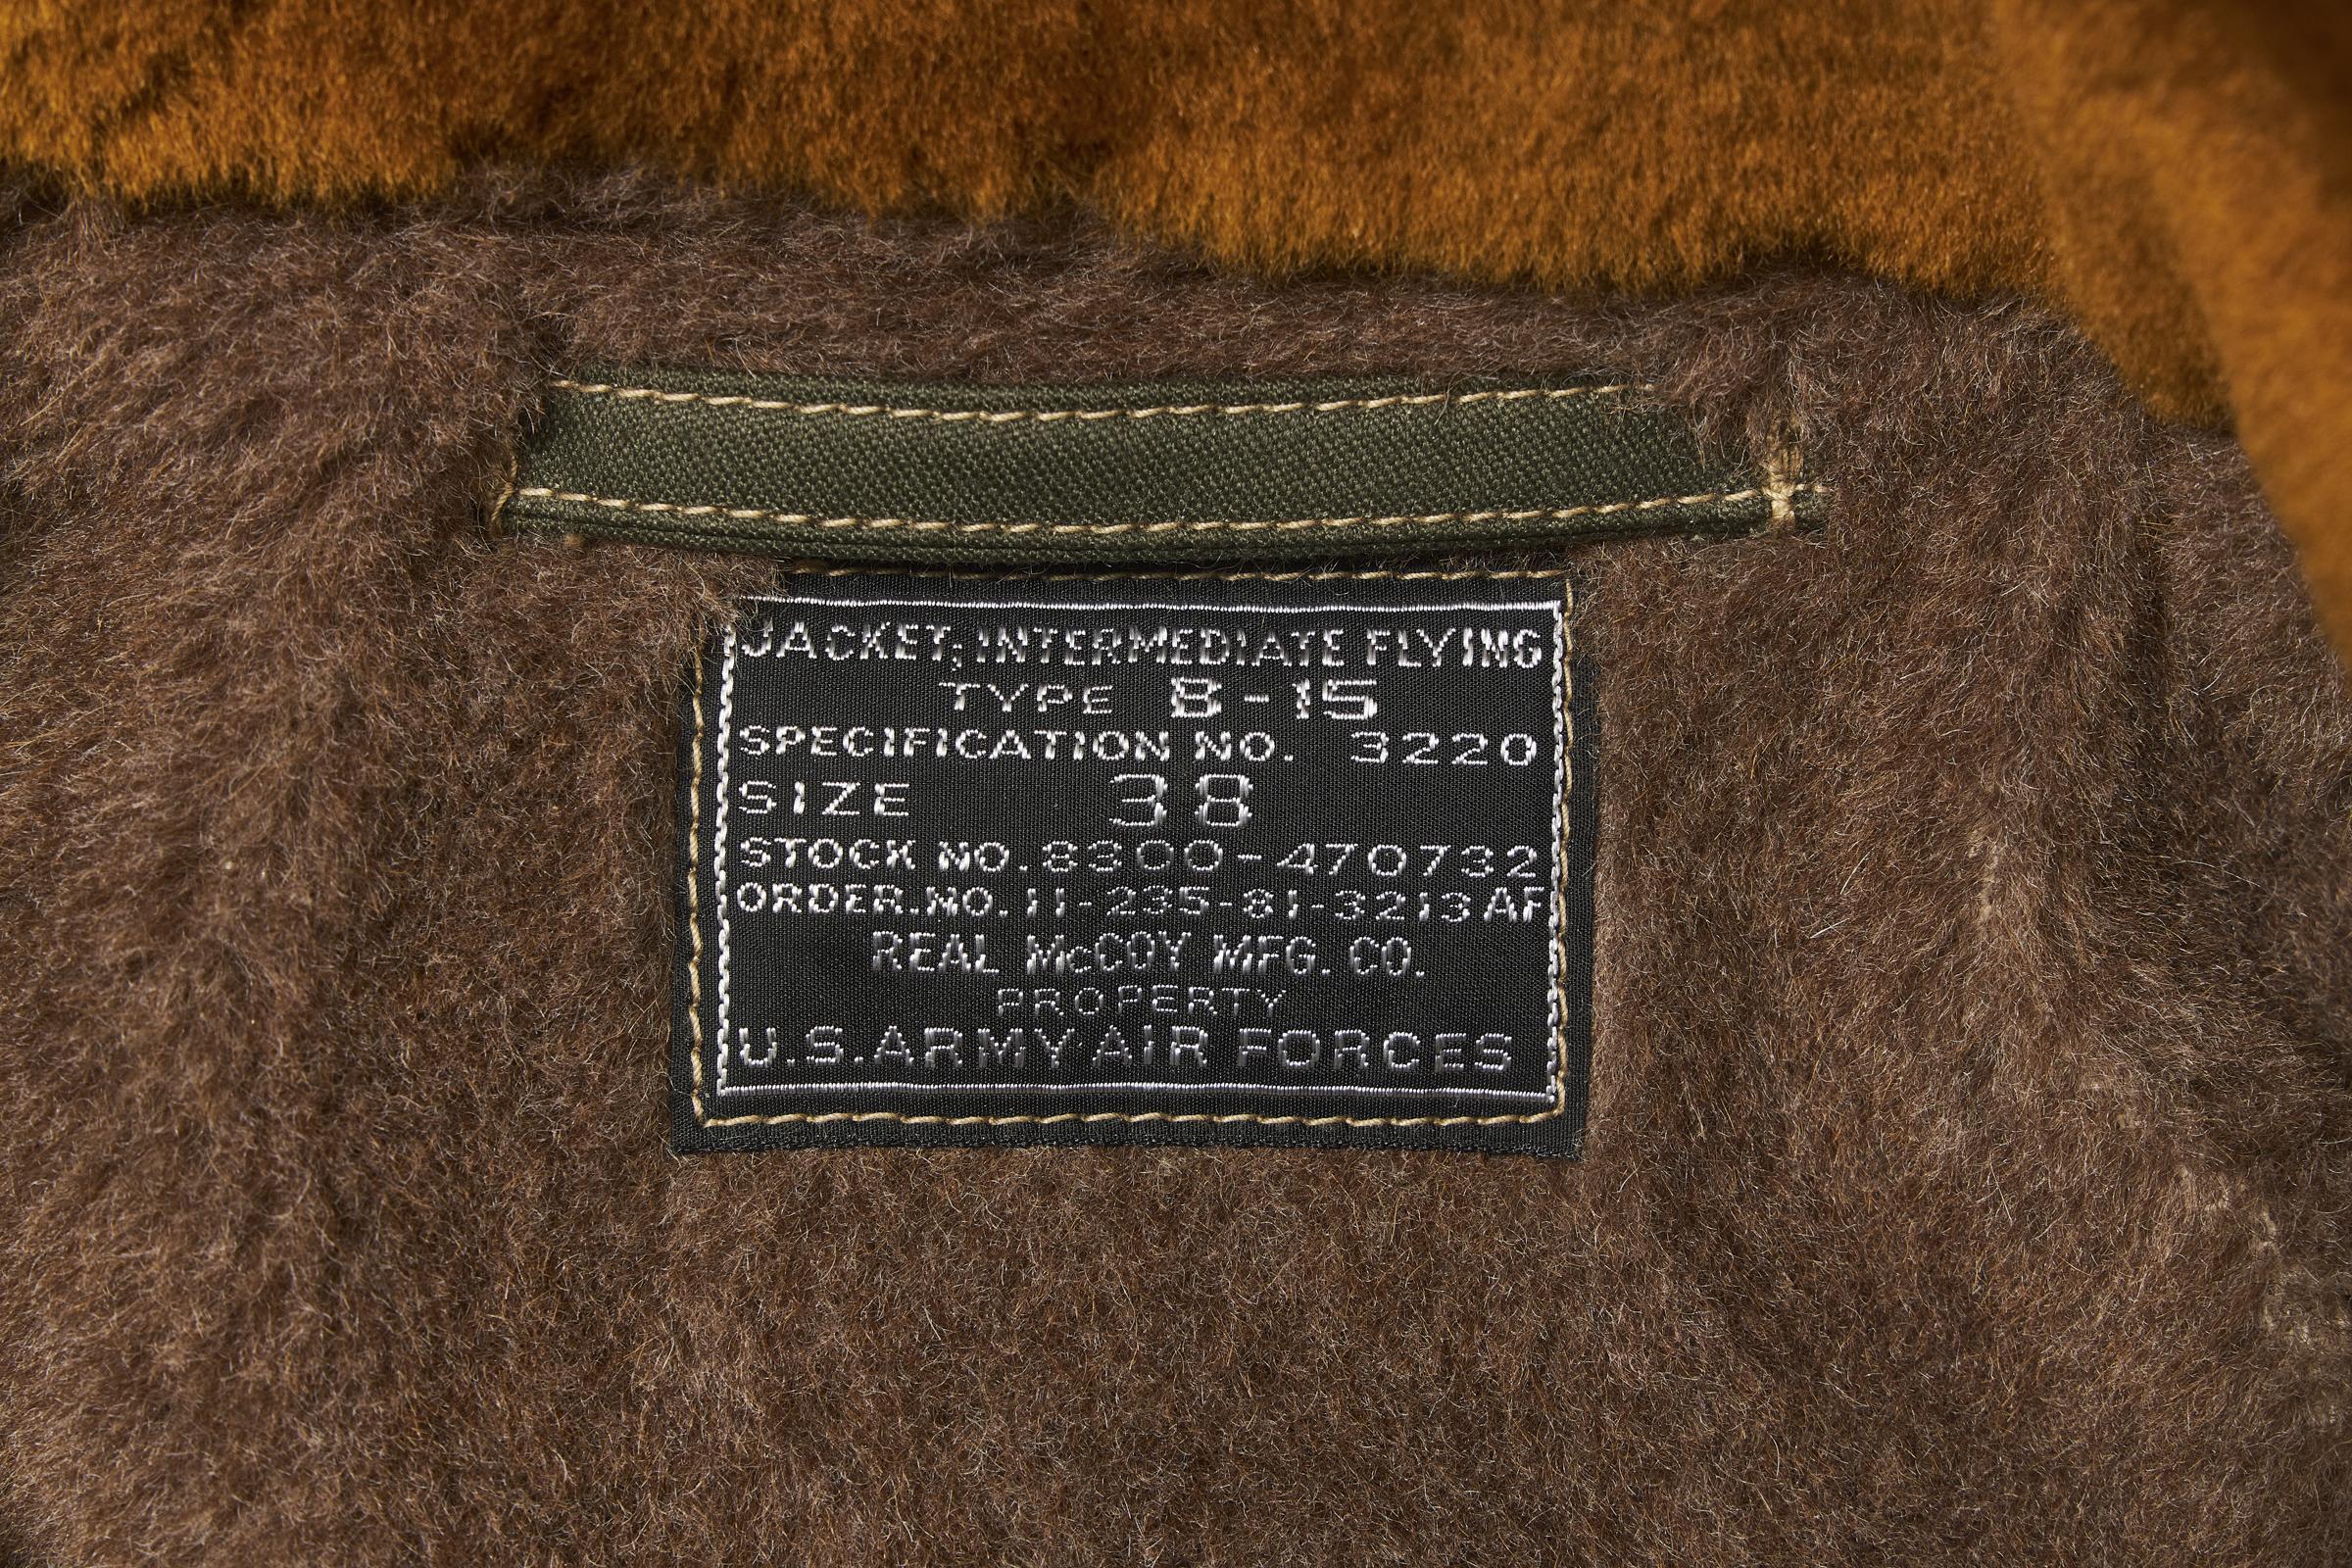 JACKET; INTERMEDIATE FLYING
TYPE B-15
SPECIFICATION NO. 3220
SIZE 38
STOCK NO. 8300-470732
ORDER.NO. 11-235-81-3213 AF
REAL McCOY MFG. CO.
PROPERTY
U.S. ARMY AIR FORCES